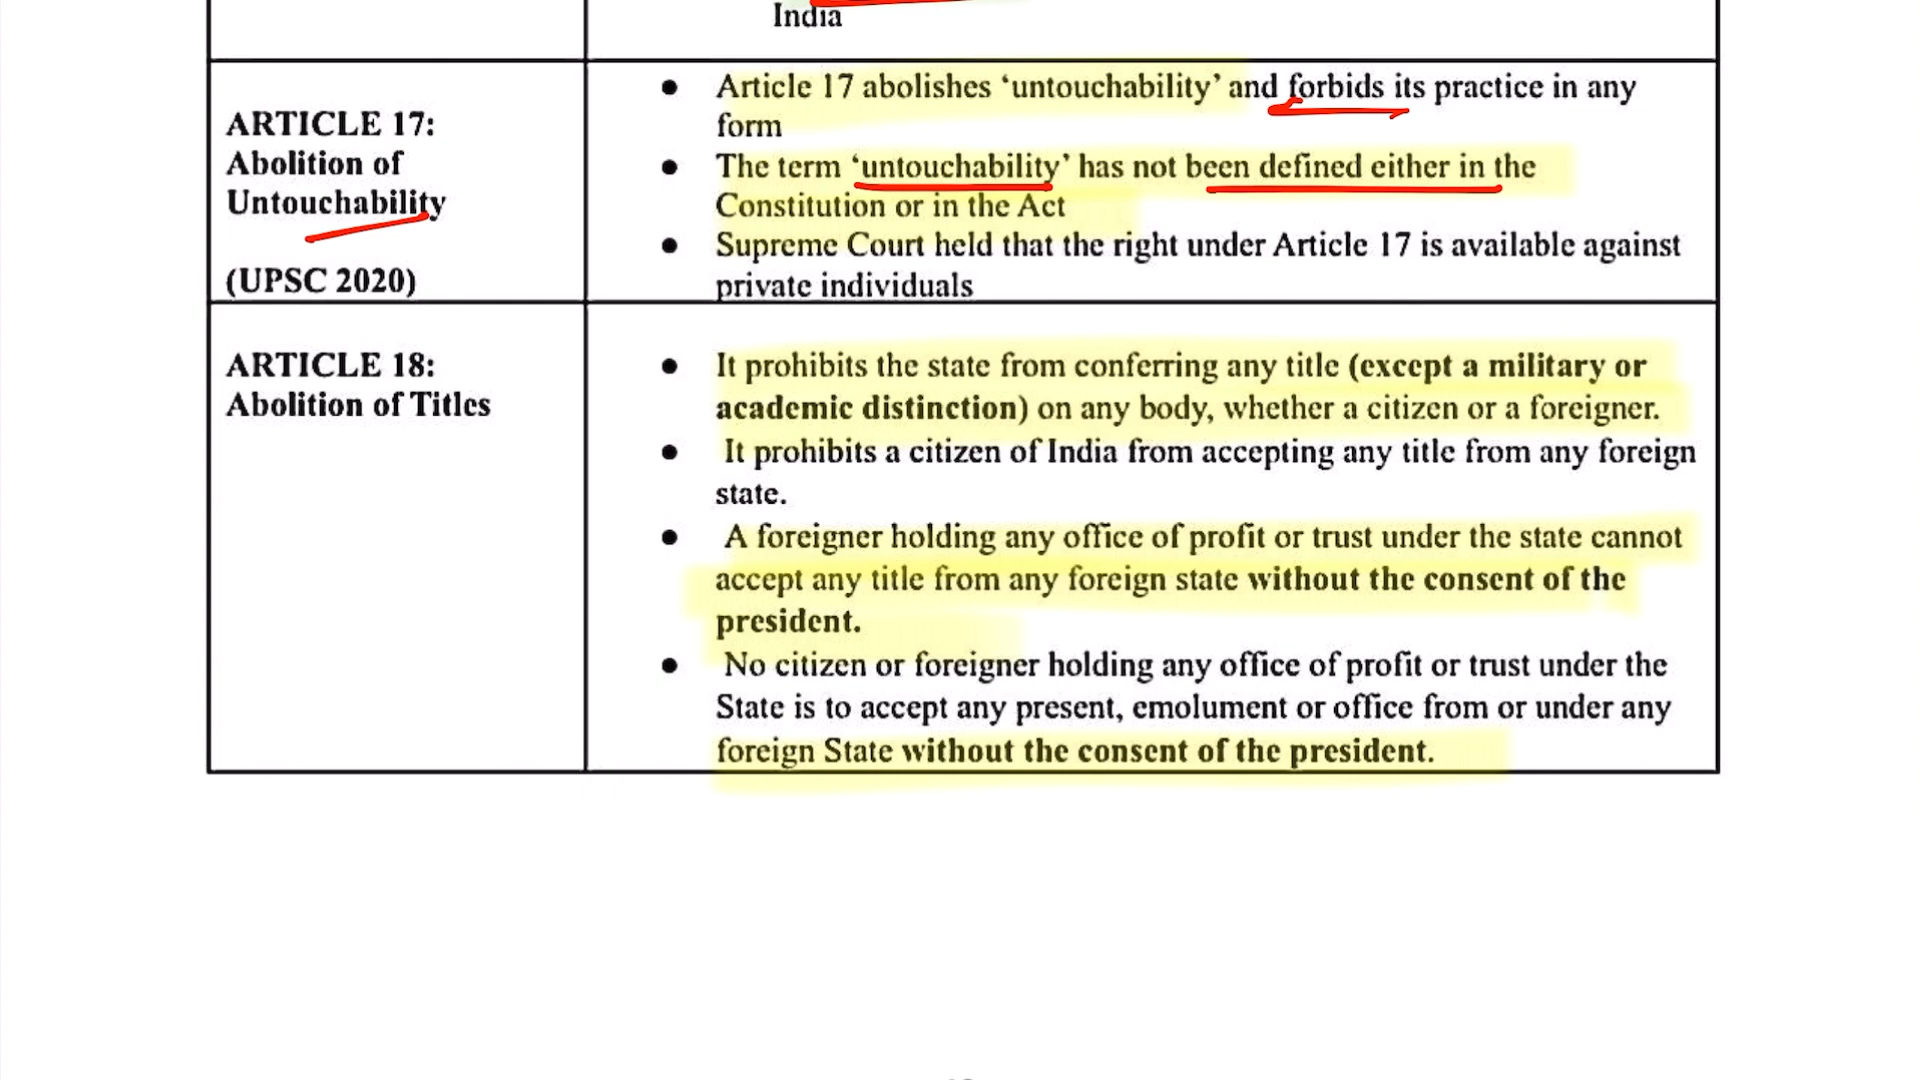 India
ARTICLE 17:
Abolition of
Untouchability
(UPSC 2020)
● Article 17 abolishes ‘untouchability’ and forbids its practice in any
form
● The term ‘untouchability’ has not been defined either in the
Constitution or in the Act
● Supreme Court held that the right under Article 17 is available against
private individuals
ARTICLE 18:
Abolition of Titles
● It prohibits the state from conferring any title (except a military or
academic distinction) on any body, whether a citizen or a foreigner.
● It prohibits a citizen of India from accepting any title from any foreign
state.
● A foreigner holding any office of profit or trust under the state cannot
accept any title from any foreign state without the consent of the
president.
● No citizen or foreigner holding any office of profit or trust under the
State is to accept any present, emolument or office from or under any
foreign State without the consent of the president.